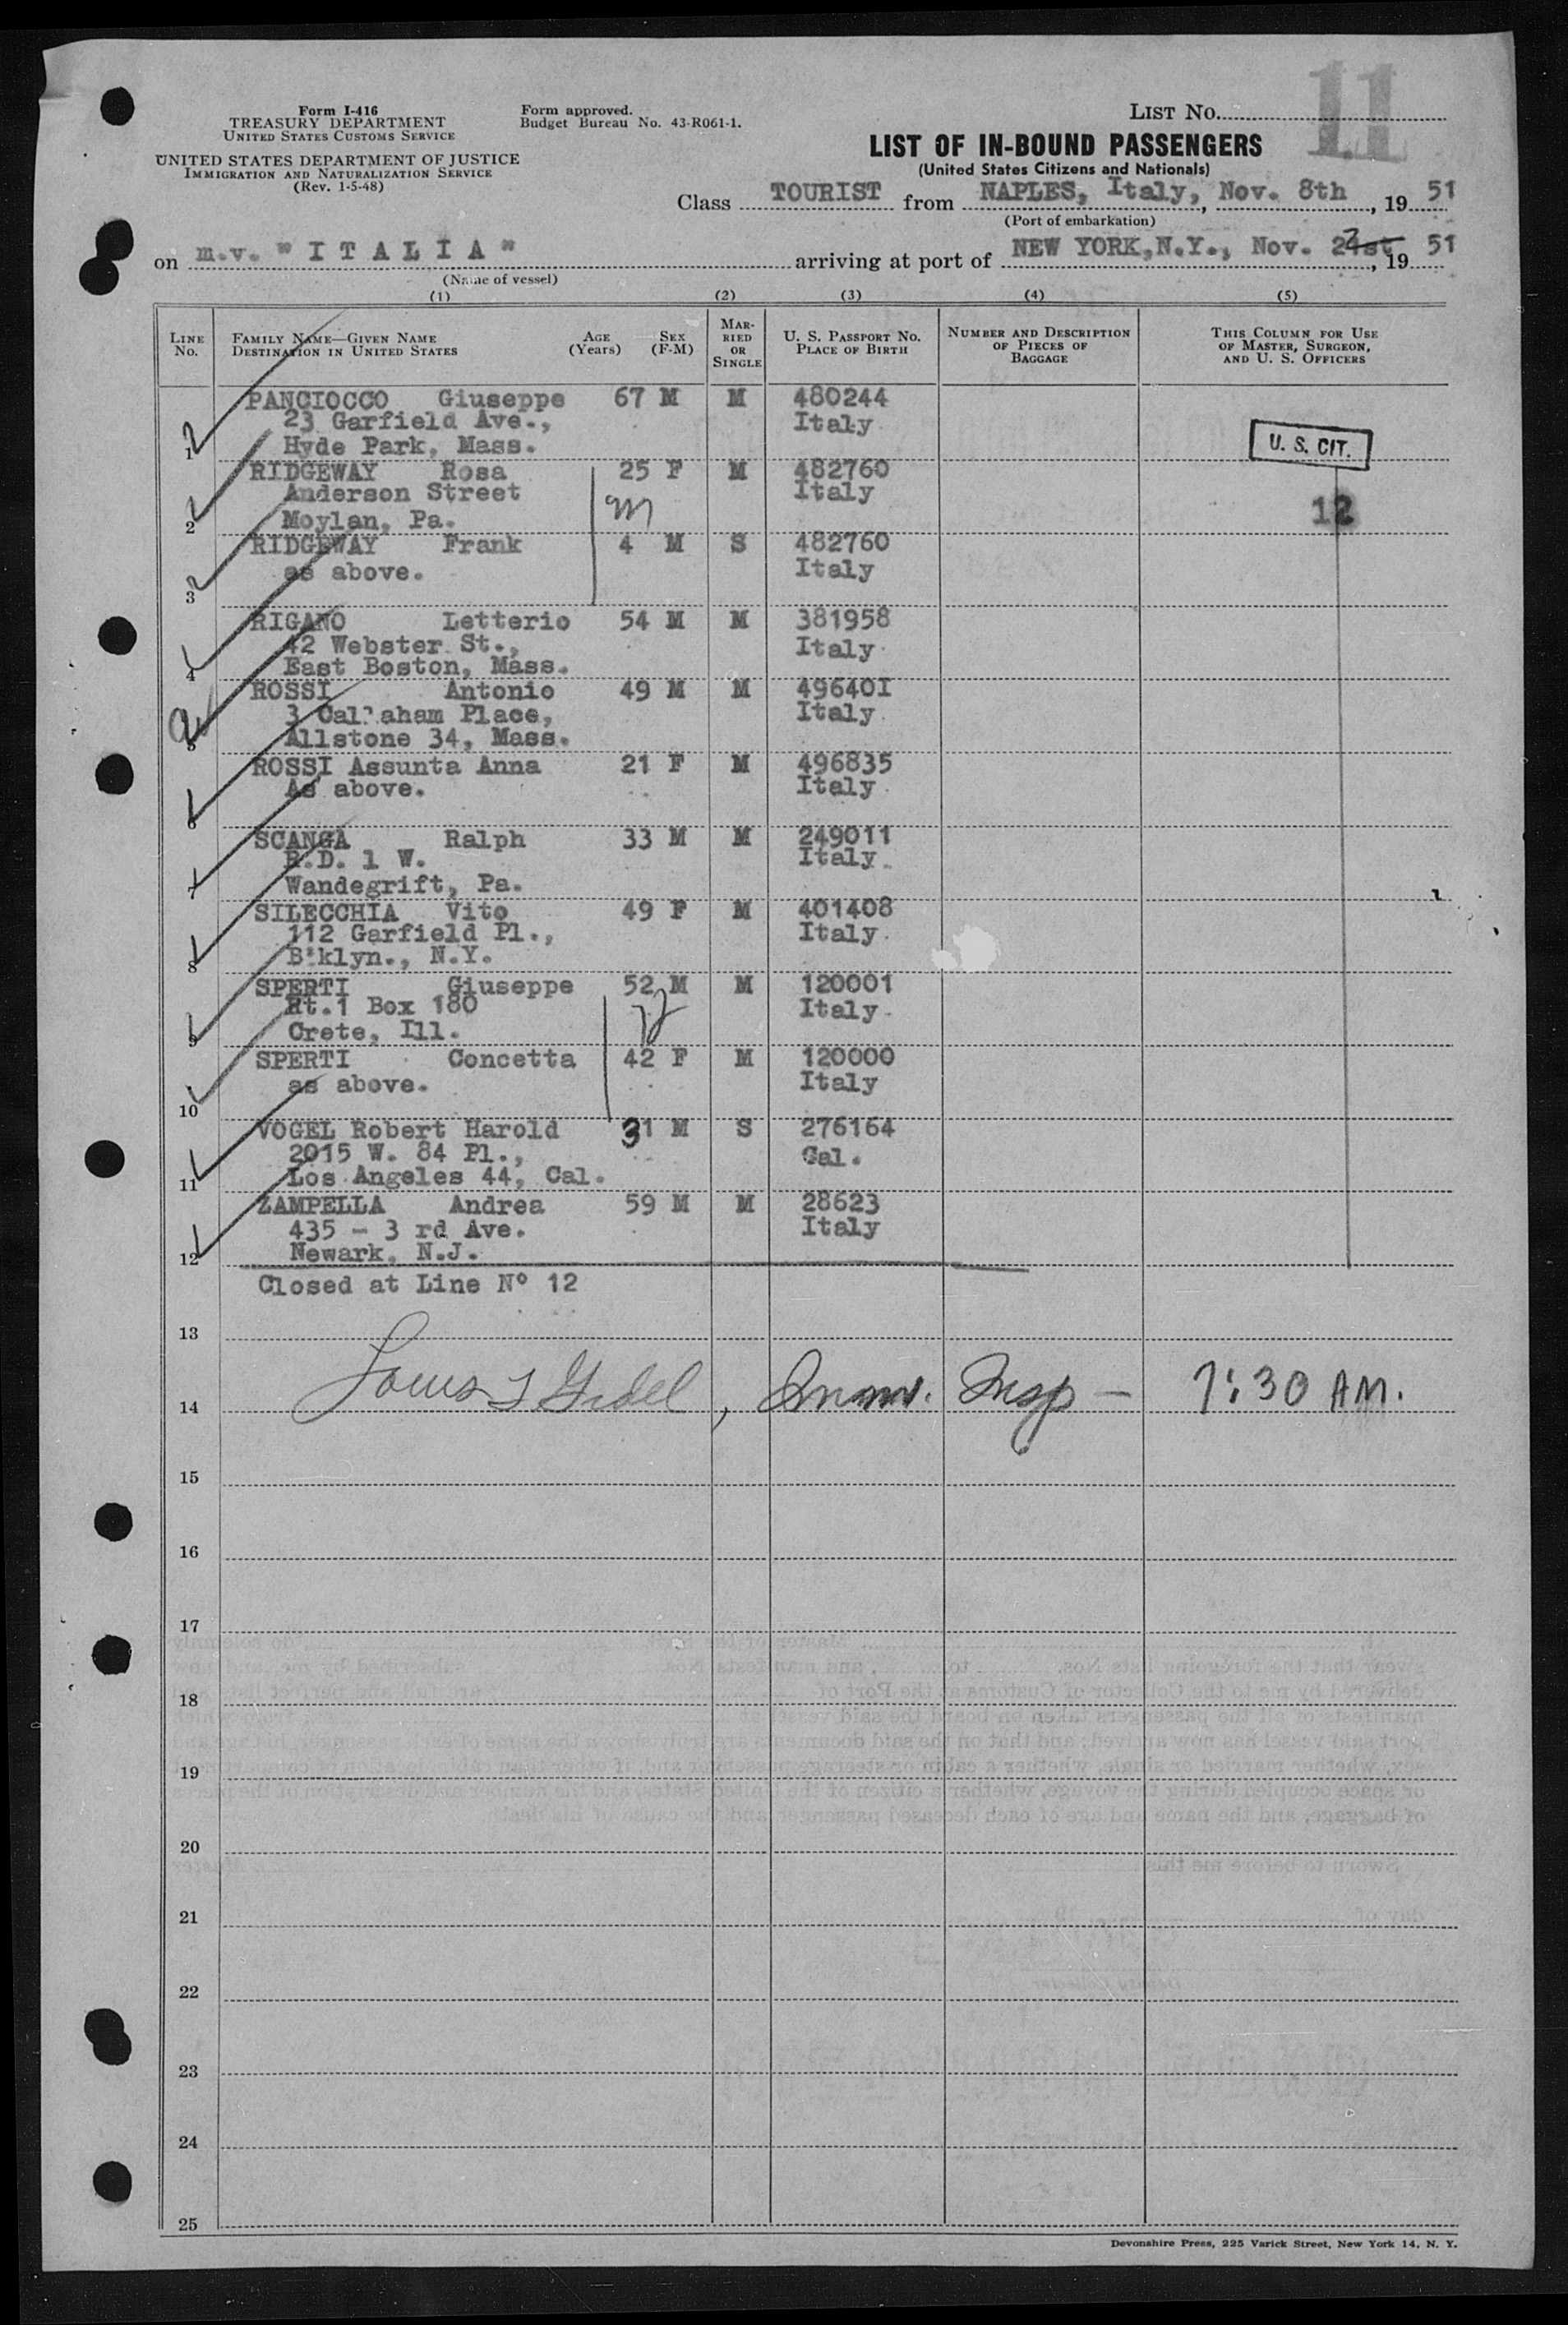 11
Form I-416
TREASURY DEPARTMENT
UNITED STATES CUSTOMS SERVICE
UNITED STATES DEPARTMENT OF JUSTICE
IMMIGRATION AND NATURALIZATION SERVICE
(Rev. 1-5-48)
Form approved.
Budget Bureau No. 43-R061-1.
LIST No.
LIST OF IN-BOUND PASSENGERS
(United States Citizens and Nationals)
Class TOURIST from NAPLES, Italy, Nov. 8th, 1951
(Port of embarkation)
on m.v. "ITALIA" arriving at port of NEW YORK, N.Y., Nov. 1951
(Name of vessel)
(1) (2) (3) (4) (5)
LINE No. FAMILY NAME—GIVEN NAME DESTINATION IN UNITED STATES AGE (Years) SEX (F-M) MARRIED OR SINGLE U. S. PASSPORT No. PLACE OF BIRTH NUMBER AND DESCRIPTION OF PIECES OF BAGGAGE THIS COLUMN FOR USE OF MASTER, SURGEON, AND U. S. OFFICERS
PANCIOCCO Giuseppe 67 M M 480244
23 Garfield Ave., Italy
1 Hyde Park, Mass. U. S. CIT.
RIDGEWAY Rosa 25 F M 482760
Anderson Street Italy
2 Moylan, Pa. 12
RIDGEWAY Frank 4 M S 482760
as above. Italy
3
RIGANO Letterio 54 M M 381958
42 Webster St., Italy
4 East Boston, Mass.
ROSSI Antonio 49 M M 49640I
3 Cal'aham Place, Italy
5 Allstone 34, Mass.
ROSSI Assunta Anna 21 F M 496835
As above. Italy
6
SCANGA Ralph 33 M M 249011
R.D. 1 W. Italy
7 Wandegrift, Pa.
SILECCHIA Vito 49 F M 401408
112 Garfield Pl., Italy
8 B'klyn., N.Y.
SPERTI Giuseppe 52 M M 120001
Rt.1 Box 180 Italy
9 Crete, Ill.
SPERTI Concetta 42 F M 120000
as above. Italy
10
VOGEL Robert Harold 31 M S 276164
2015 W. 84 Pl., Cal.
11 Los Angeles 44, Cal.
ZAMPELLA Andrea 59 M M 28623
435 - 3 rd Ave. Italy
12 Newark, N.J.
Closed at Line Nº 12
13
14 Imm. Insp — 7:30 AM.
15
16
17
18
19
20
21
22
23
24
25
Devonshire Press, 225 Varick Street, New York 14, N. Y.